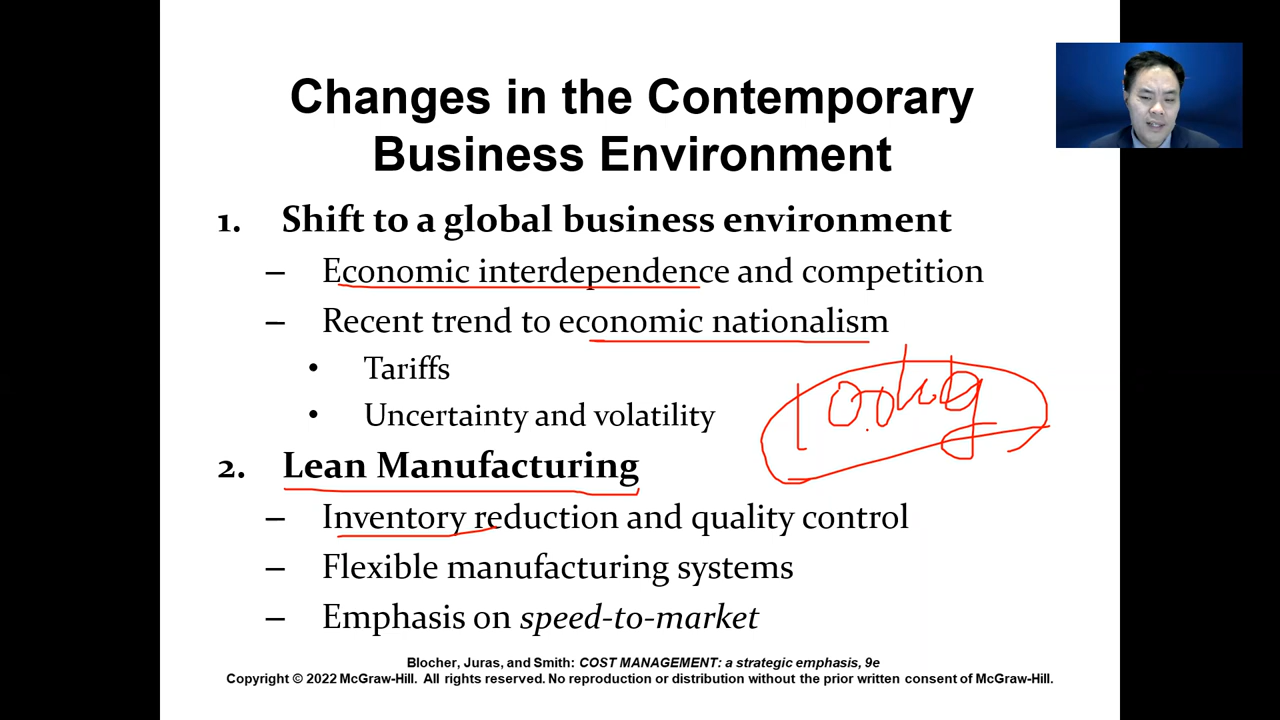 Changes in the Contemporary
Business Environment
1. Shift to a global business environment
– Economic interdependence and competition
– Recent trend to economic nationalism
• Tariffs
• Uncertainty and volatility
2. Lean Manufacturing
– Inventory reduction and quality control
– Flexible manufacturing systems
– Emphasis on speed-to-market
Blocher, Juras, and Smith: COST MANAGEMENT: a strategic emphasis, 9e
Copyright © 2022 McGraw-Hill. All rights reserved. No reproduction or distribution without the prior written consent of McGraw-Hill.